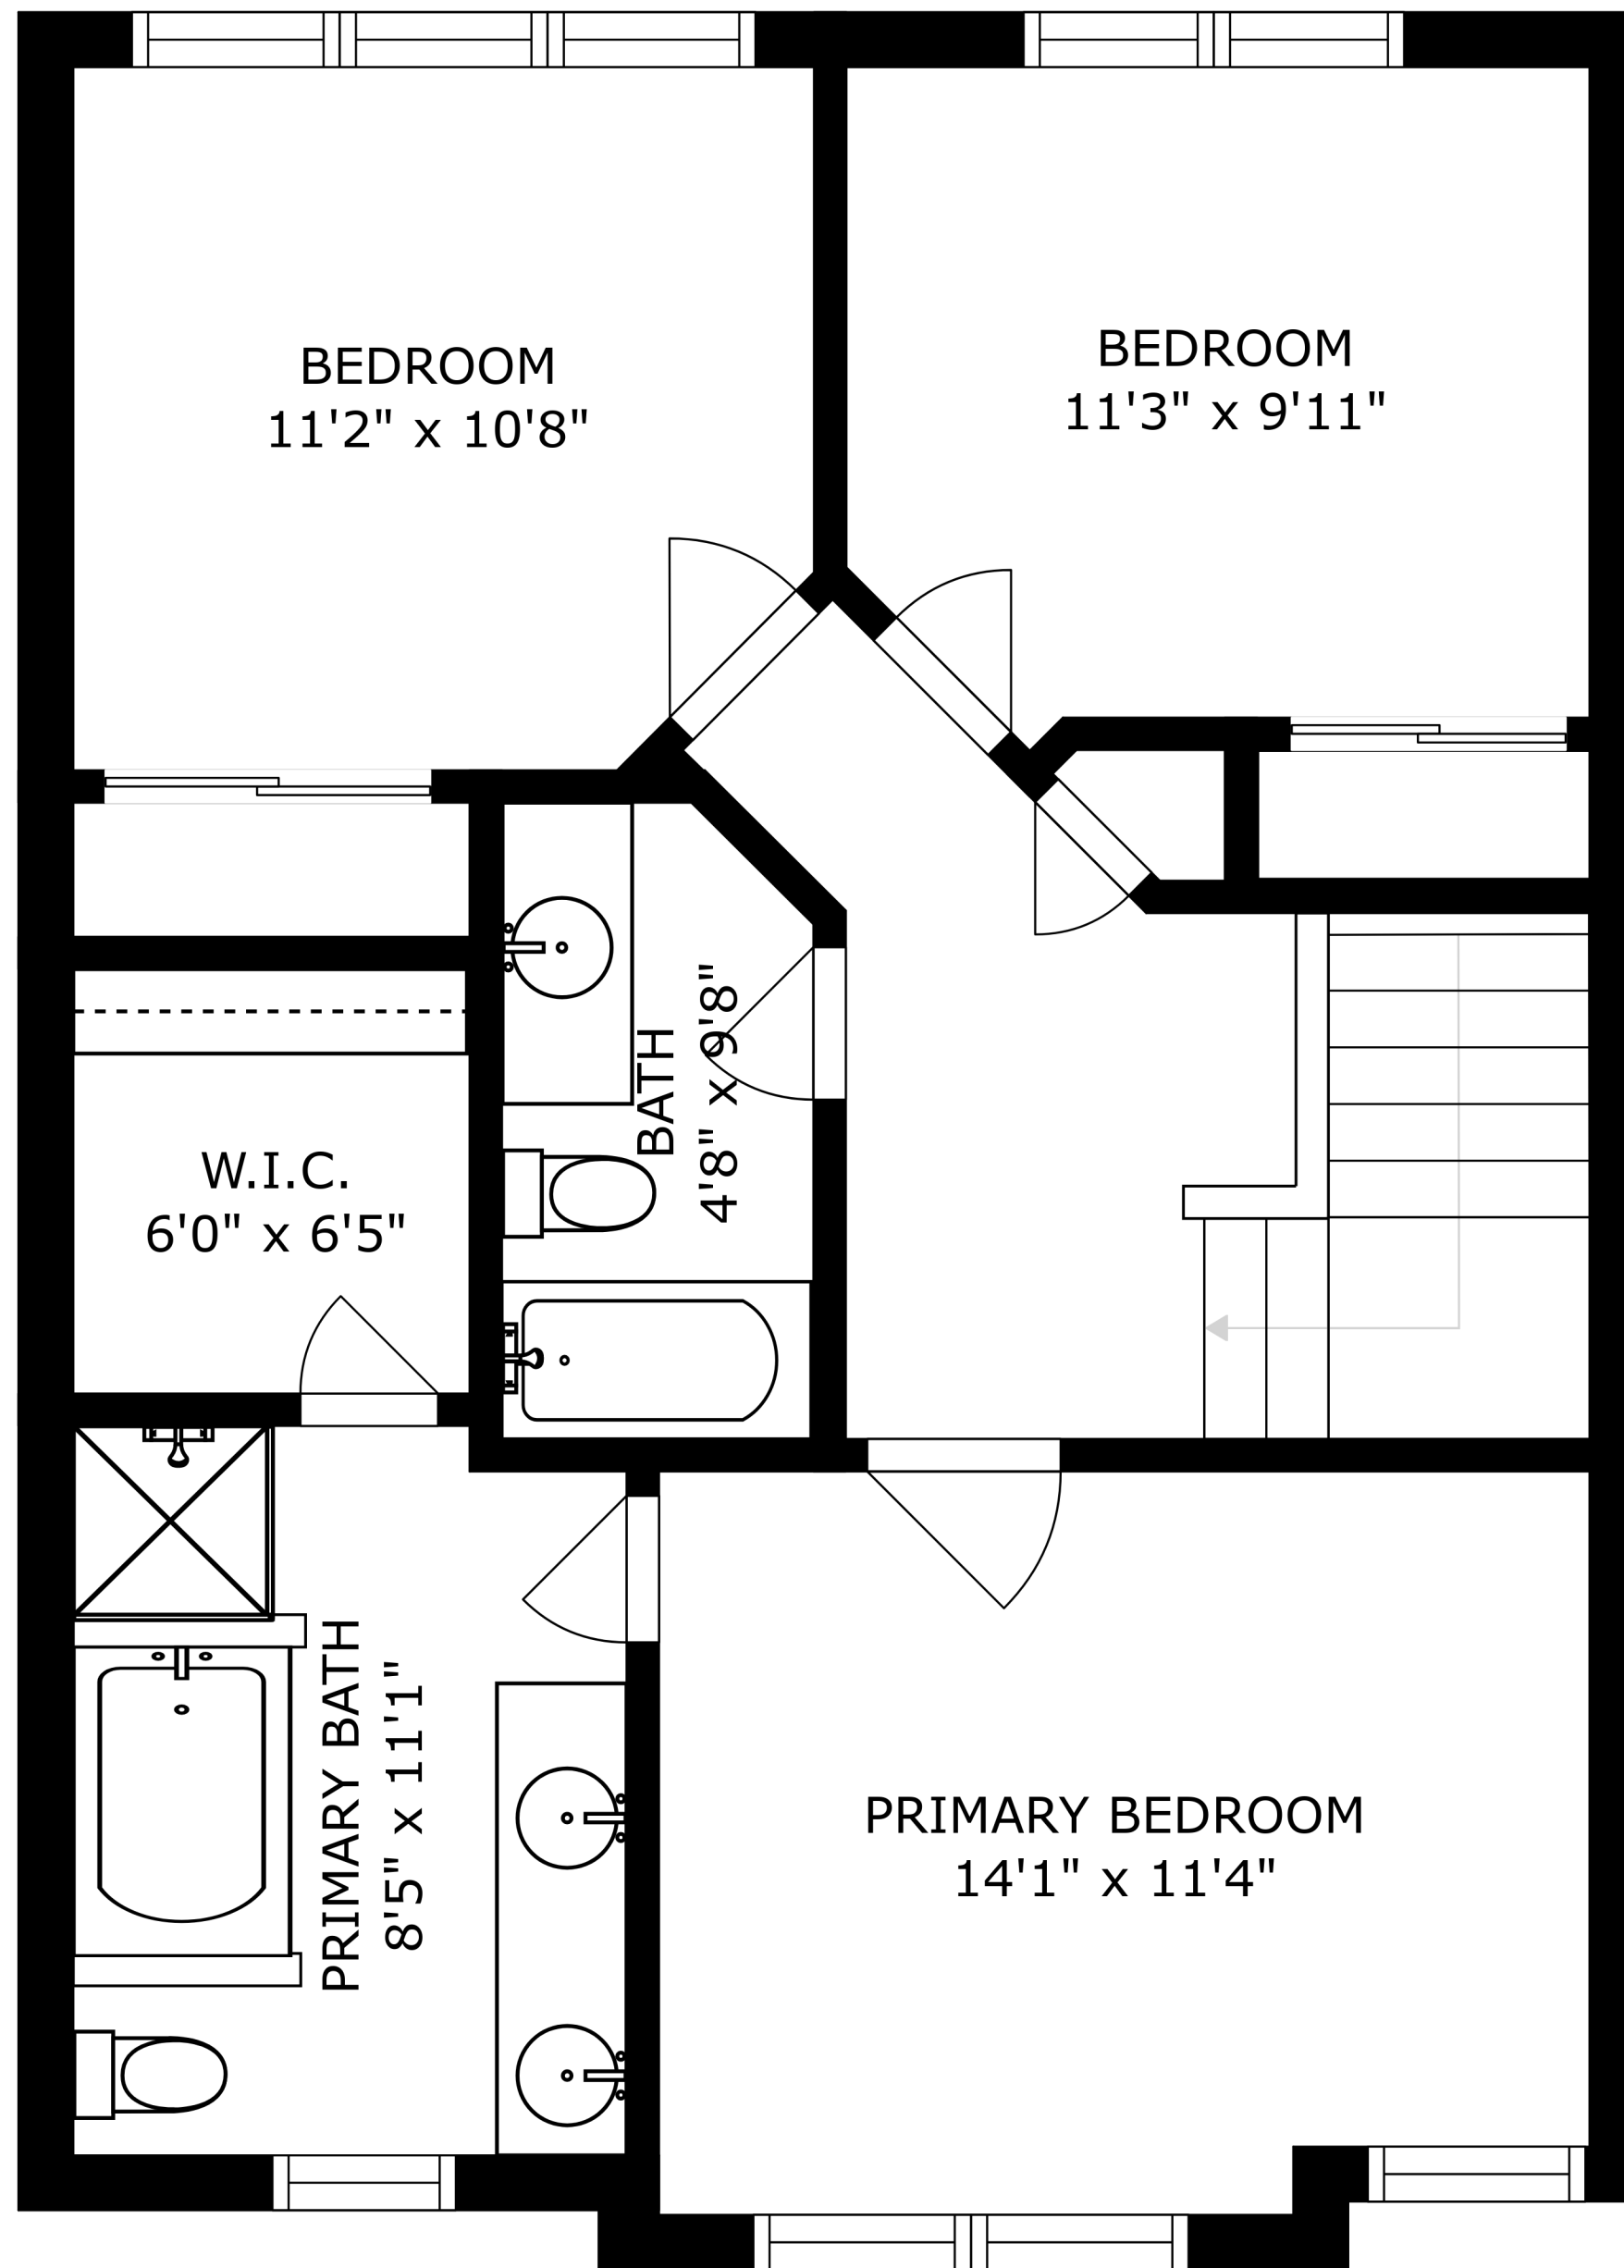 BEDROOM
11'2" x 10'8"
BEDROOM
11'3" x 9'11"
BATH
4'8" x 9'8"
W.I.C.
6'0" x 6'5"
PRIMARY BATH
8'5" x 11'1"
PRIMARY BEDROOM
14'1" x 11'4"